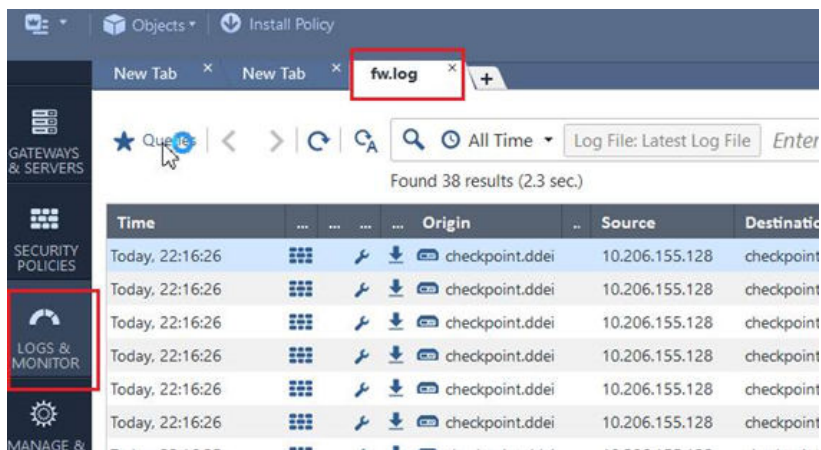 Objects Install Policy
New Tab × New Tab × fw.log × +
GATEWAYS & SERVERS
SECURITY POLICIES
LOGS & MONITOR
MANAGE &
Queries All Time Log File: Latest Log File Enter
Found 38 results (2.3 sec.)
Time ... ... ... ... Origin .. Source Destinatio
Today, 22:16:26 checkpoint.ddei 10.206.155.128 checkpoint
Today, 22:16:26 checkpoint.ddei 10.206.155.128 checkpoint
Today, 22:16:26 checkpoint.ddei 10.206.155.128 checkpoint
Today, 22:16:26 checkpoint.ddei 10.206.155.128 checkpoint
Today, 22:16:26 checkpoint.ddei 10.206.155.128 checkpoint
Today, 22:16:26 checkpoint.ddei 10.206.155.128 checkpoint